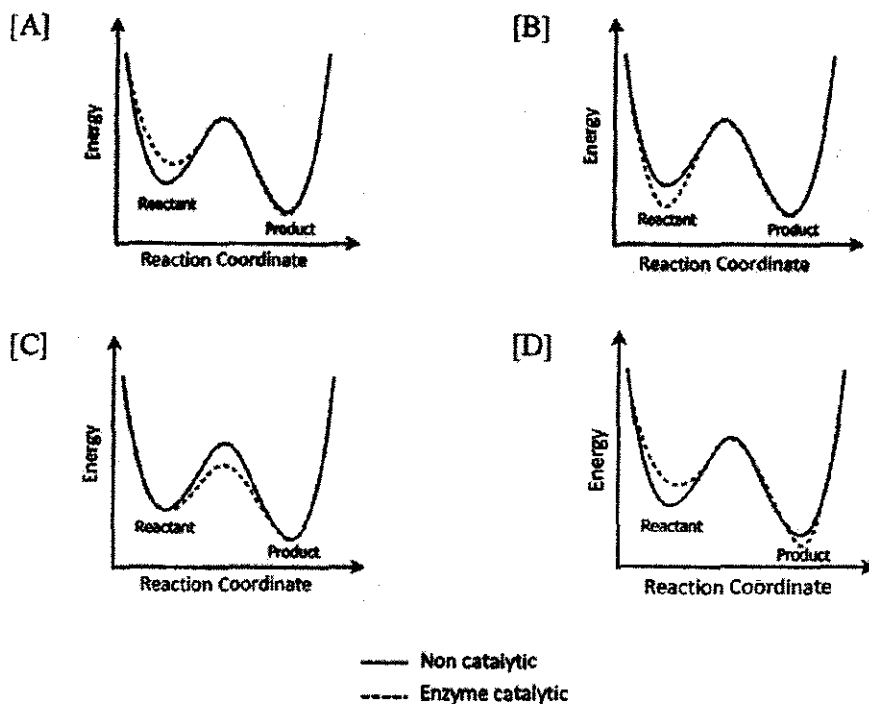 [A]
Energy
Reactant
Product
Reaction Coordinate
[B]
Energy
Reactant
Product
Reaction Coordinate
[C]
Energy
Reactant
Product
Reaction Coordinate
[D]
Energy
Reactant
Product
Reaction Coordinate
Non catalytic
Enzyme catalytic